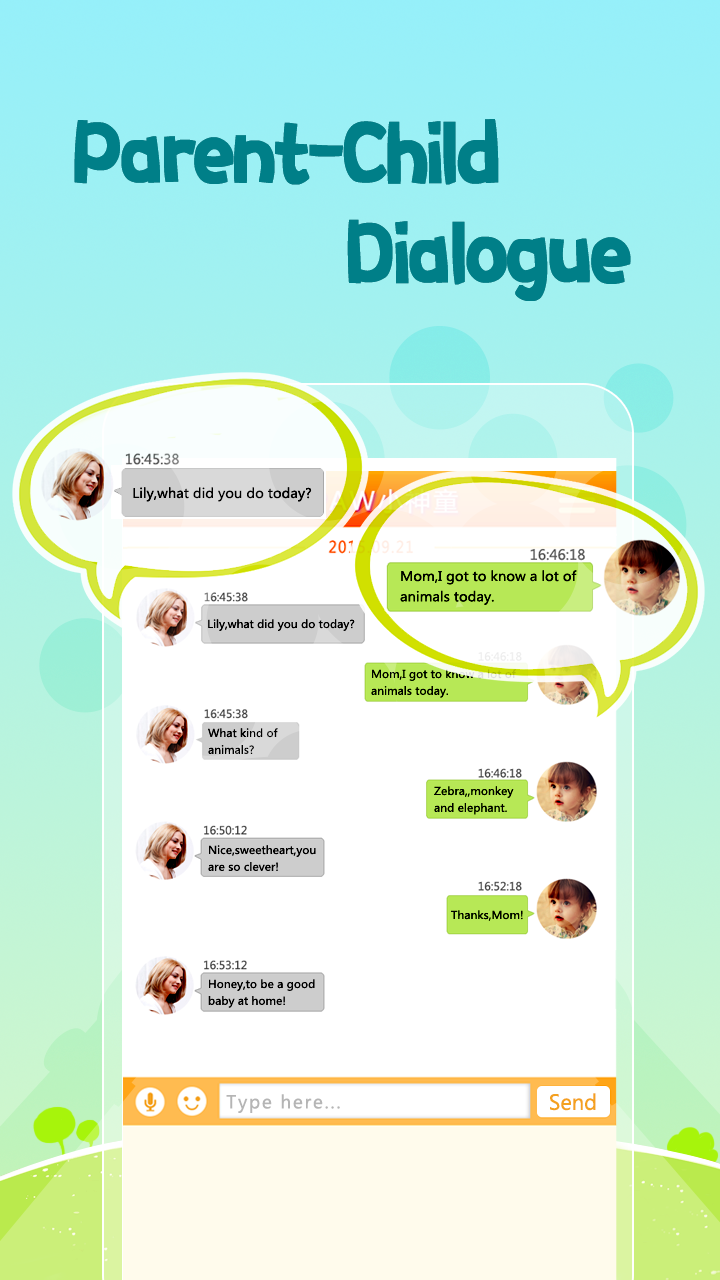 Parent-Child
Dialogue
16:45:38
Lily,what did you do today?
小神童
09.21
16:46:18
Mom,I got to know a lot of
animals today.
16:45:38
Lily,what did you do today?
16:46:18
Mom,I got to know a lot of
animals today.
16:45:38
What kind of
animals?
16:46:18
Zebra,,monkey
and elephant.
16:50:12
Nice,sweetheart,you
are so clever!
16:52:18
Thanks,Mom!
16:53:12
Honey,to be a good
baby at home!
Type here...
Send